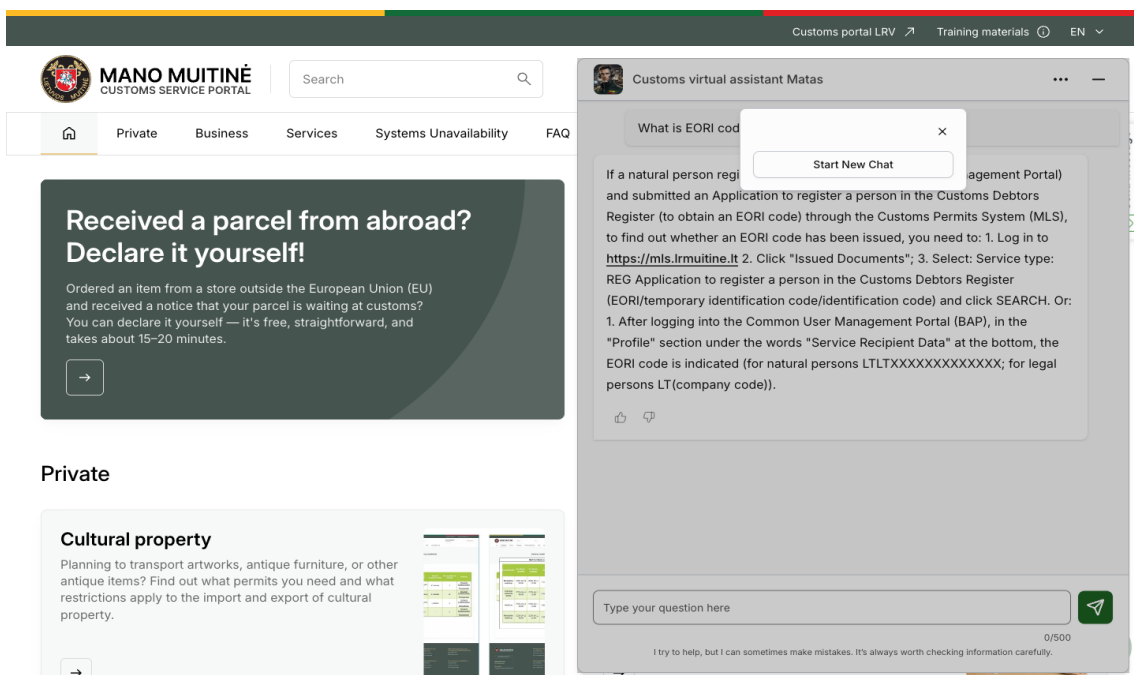 Customs portal LRV
Training materials
EN
MANO MUITINĖ
CUSTOMS SERVICE PORTAL
Search
Private
Business
Services
Systems Unavailability
FAQ
Received a parcel from abroad?
Declare it yourself!
Ordered an item from a store outside the European Union (EU)
and received a notice that your parcel is waiting at customs?
You can declare it yourself — it's free, straightforward, and
takes about 15–20 minutes.
Private
Cultural property
Planning to transport artworks, antique furniture, or other
antique items? Find out what permits you need and what
restrictions apply to the import and export of cultural
property.
Customs virtual assistant Matas
What is EORI cod
Start New Chat
If a natural person regi
agement Portal)
and submitted an Application to register a person in the Customs Debtors
Register (to obtain an EORI code) through the Customs Permits System (MLS),
to find out whether an EORI code has been issued, you need to: 1. Log in to
https://mls.lrmuitine.lt 2. Click "Issued Documents"; 3. Select: Service type:
REG Application to register a person in the Customs Debtors Register
(EORI/temporary identification code/identification code) and click SEARCH. Or:
1. After logging into the Common User Management Portal (BAP), in the
"Profile" section under the words "Service Recipient Data" at the bottom, the
EORI code is indicated (for natural persons LTLTXXXXXXXXXXXX; for legal
persons LT(company code)).
Type your question here
0/500
I try to help, but I can sometimes make mistakes. It's always worth checking information carefully.